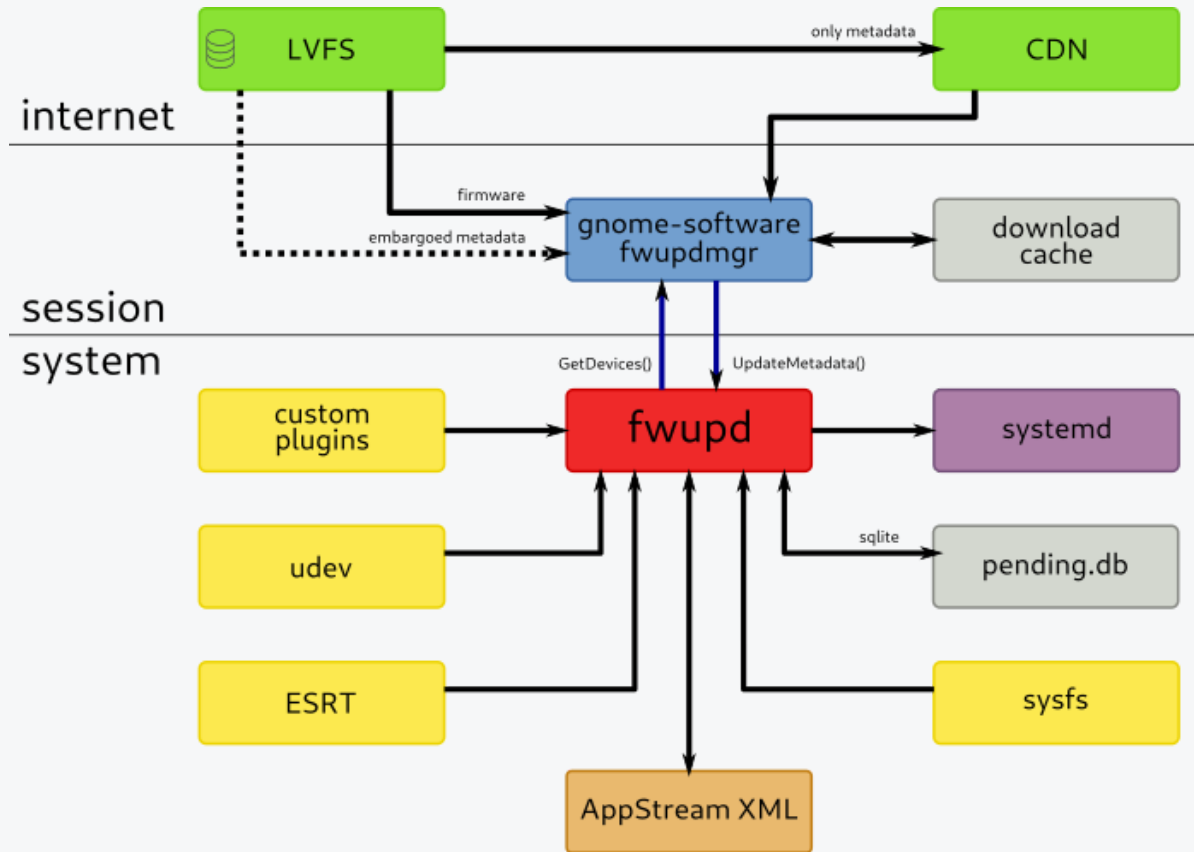 LVFS
only metadata
CDN
internet
firmware
embargoed metadata
gnome-software
fwupdmgr
download
cache
session
system
GetDevices()
UpdateMetadata()
custom
plugins
fwupd
systemd
udev
sqlite
pending.db
ESRT
sysfs
AppStream XML